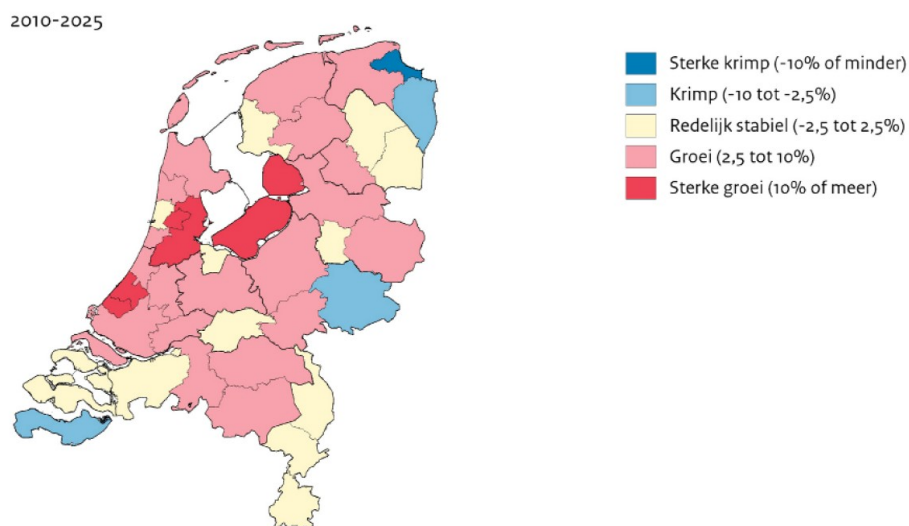 2010-2025
Sterke krimp (-10% of minder)
Krimp (-10 tot -2,5%)
Redelijk stabiel (-2,5 tot 2,5%)
Groei (2,5 tot 10%)
Sterke groei (10% of meer)